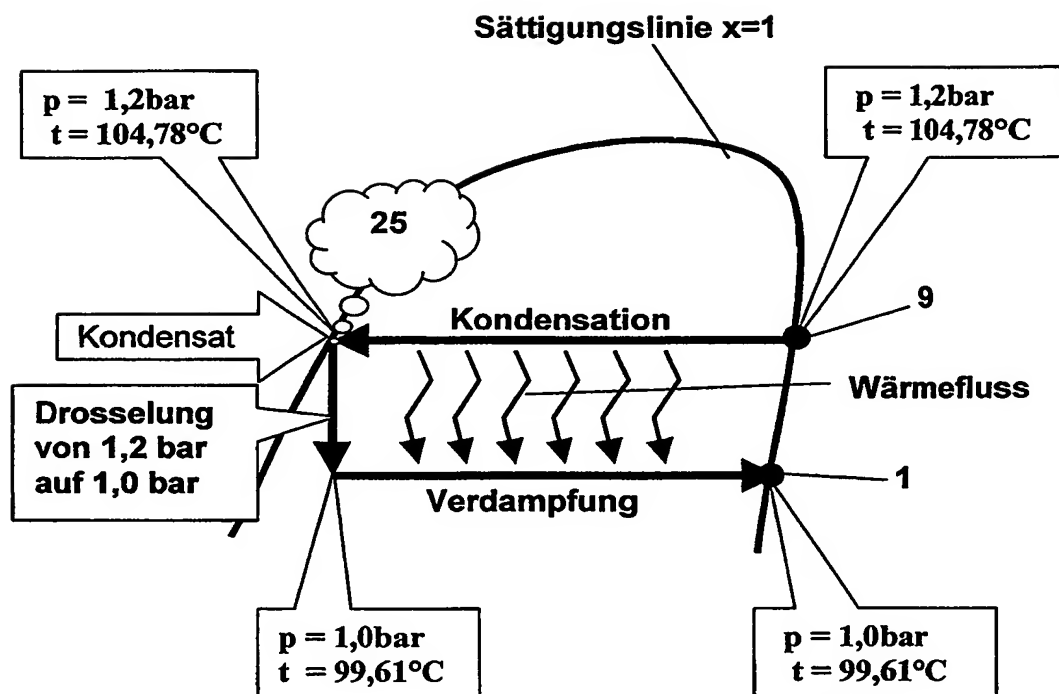 Sättigungslinie x=1
p = 1,2bar
t = 104,78°C
p = 1,2bar
t = 104,78°C
25
9
Kondensat
Kondensation
Wärmefluss
Drosselung
von 1,2 bar
auf 1,0 bar
1
Verdampfung
p = 1,0bar
t = 99,61°C
p = 1,0bar
t = 99,61°C